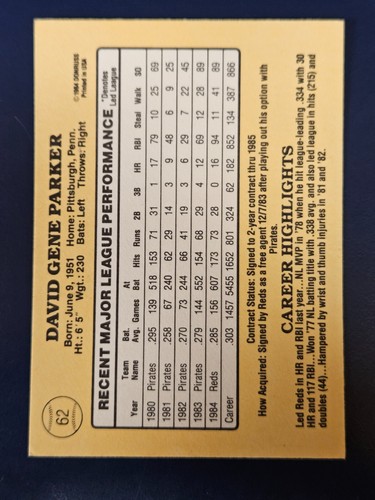 62
DAVID GENE PARKER
© 1984 DONRUSS
Printed in USA
Born: June 9, 1951 Home: Pittsburgh, Penn.
Ht.: 6' 5" Wgt.: 230 Bats: Left Throws: Right
RECENT MAJOR LEAGUE PERFORMANCE *Denotes Led League
Year Team Name Bat. Avg. Games At Bat Hits Runs 2B 3B HR RBI Steal Walk SO
1980 Pirates .295 139 518 153 71 31 1 17 79 10 25 69
1981 Pirates .258 67 240 62 29 14 3 9 48 6 9 25
1982 Pirates .270 73 244 66 41 19 3 6 29 7 22 45
1983 Pirates .279 144 552 154 68 29 4 12 69 12 28 89
1984 Reds .285 156 607 173 73 28 0 16 94 11 41 89
Career .303 1457 5455 1652 801 324 62 182 852 134 387 866
Contract Status: Signed to 2-year contract thru 1985
How Acquired: Signed by Reds as a free agent 12/7/83 after playing out his option with
Pirates.
CAREER HIGHLIGHTS
Led Reds in HR and RBI last year...NL MVP in '78 when he hit league-leading .334 with 30
HR and 117 RBI...Won '77 NL batting title with .338 avg. and also led league in hits (215) and
doubles (44)...Hampered by wrist and thumb injuries in '81 and '82.